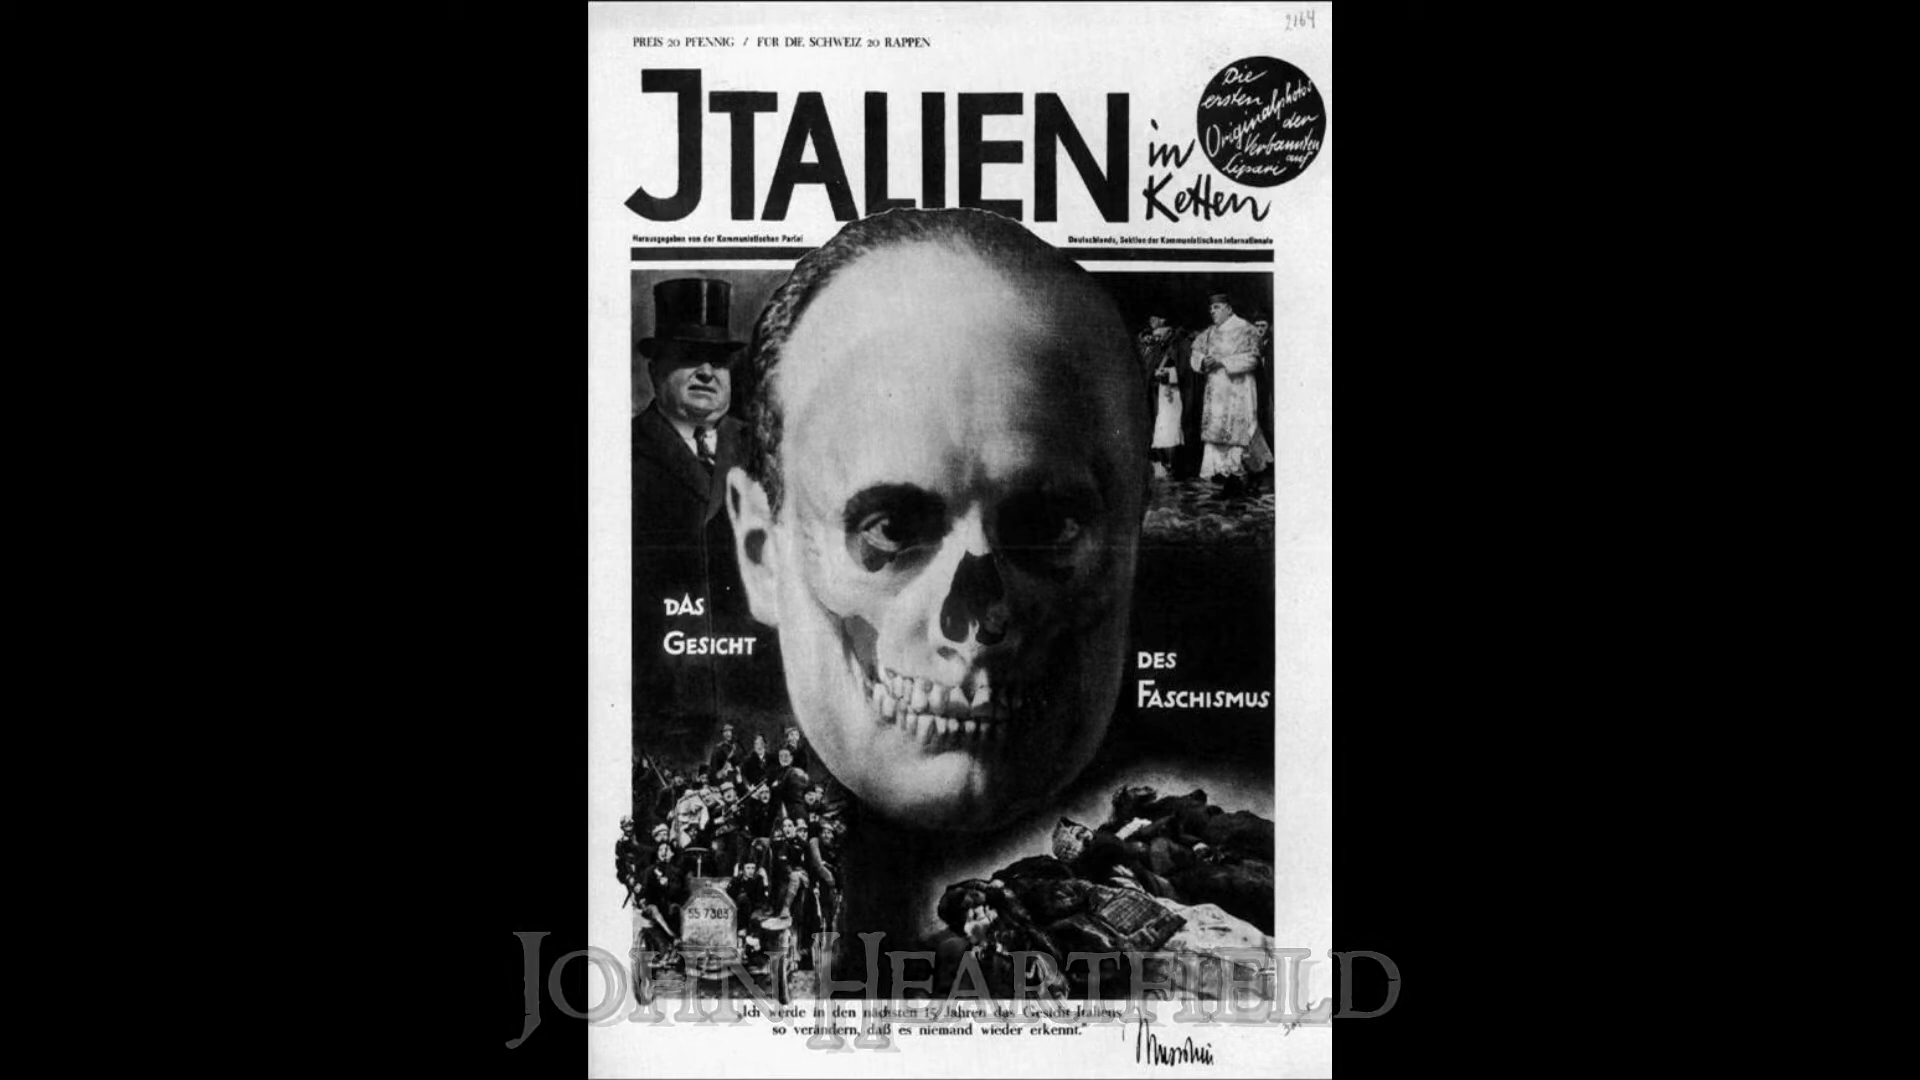 2164
PREIS 20 PFENNIG / FÜR DIE SCHWEIZ 20 RAPPEN
JTALIEN
in
Ketten
Die
ersten
Originalphotos
der
Verbannten
auf
Lipari
Herausgegeben von der Kommunistischen Partei Deutschlands, Sektion der Kommunistischen Internationale
DAS
GESICHT
DES
FASCHISMUS
55 7303
JOHN HEARTFIELD
„Ich werde in den nächsten 15 Jahren das Gesicht Italiens
so verändern, daß es niemand wieder erkennt."
Mussolini